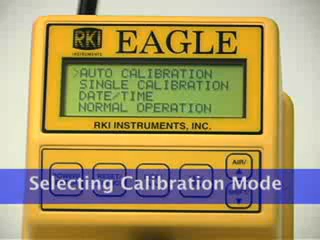 RKI EAGLE
INSTRUMENTS
>AUTO CALIBRATION
SINGLE CALIBRATION
DATE/TIME
NORMAL OPERATION
RKI INSTRUMENTS, INC.
AIR/
Selecting Calibration Mode